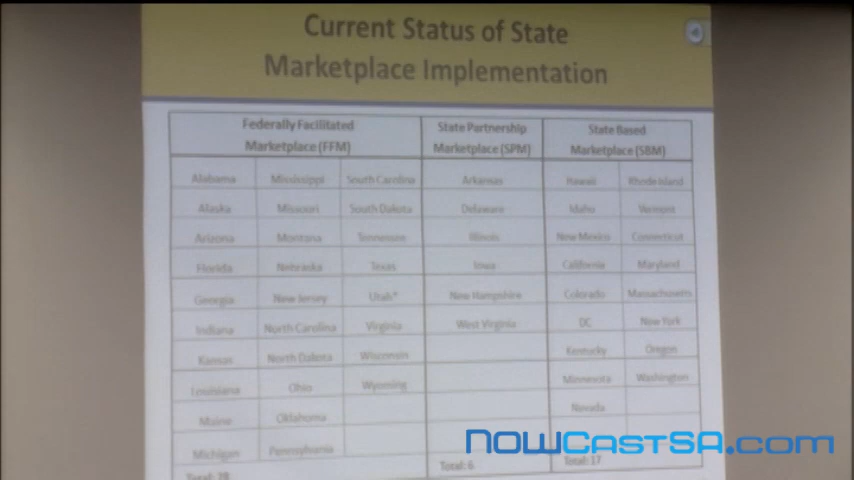 Current Status of State
Marketplace Implementation
Federally Facilitated Marketplace (FFM) State Partnership Marketplace (SPM) State Based Marketplace (SBM)
Alabama Mississippi South Carolina Arkansas Hawaii Rhode Island
Alaska Missouri South Dakota Delaware Idaho Vermont
Arizona Montana Tennessee Illinois New Mexico Connecticut
Florida Nebraska Texas Iowa California Maryland
Georgia New Jersey Utah* New Hampshire Colorado Massachusetts
Indiana North Carolina Virginia West Virginia DC New York
Kansas North Dakota Wisconsin Kentucky Oregon
Louisiana Ohio Wyoming Minnesota Washington
Maine Oklahoma Nevada
Michigan Pennsylvania
Total: 28 Total: 6 Total: 17
NOWCASTSA.com